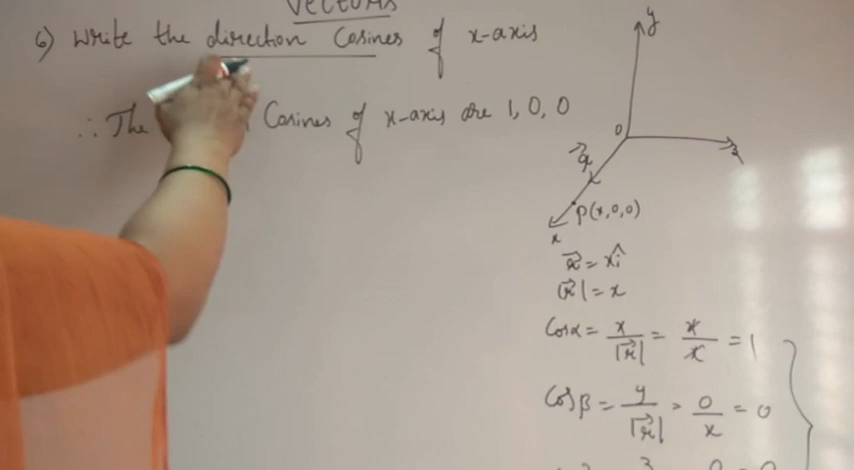 Vectors
6) Write the direction Cosines of x-axis
∴ The Cosines of x-axis are 1, 0, 0
y
0
z
r⃗
P(x,0,0)
x
r⃗ = xî
|r⃗| = x
Cosα = x/|r⃗| = x/x = 1
Cosβ = y/|r⃗| = 0/x = 0